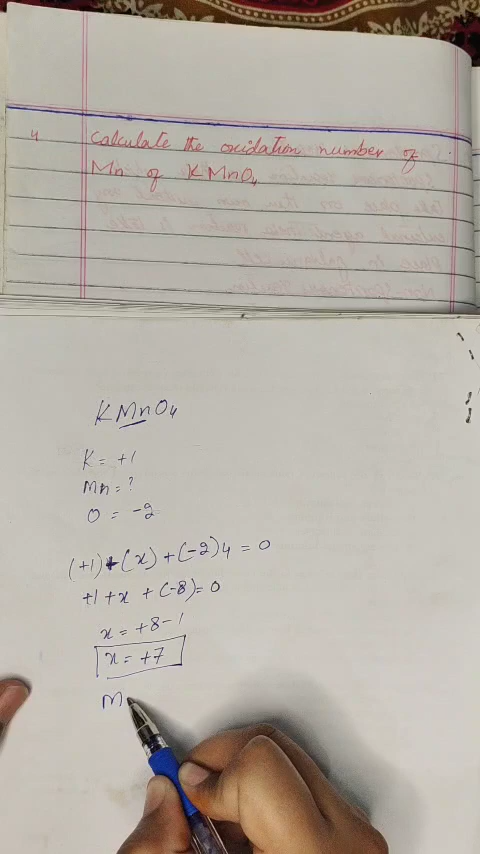 4 Calculate the oxidation number of
Mn of KMnO4
KMnO4
K = +1
Mn = ?
O = -2
(+1) + (x) + (-2)4 = 0
+1 + x + (-8) = 0
x = +8-1
x = +7
M